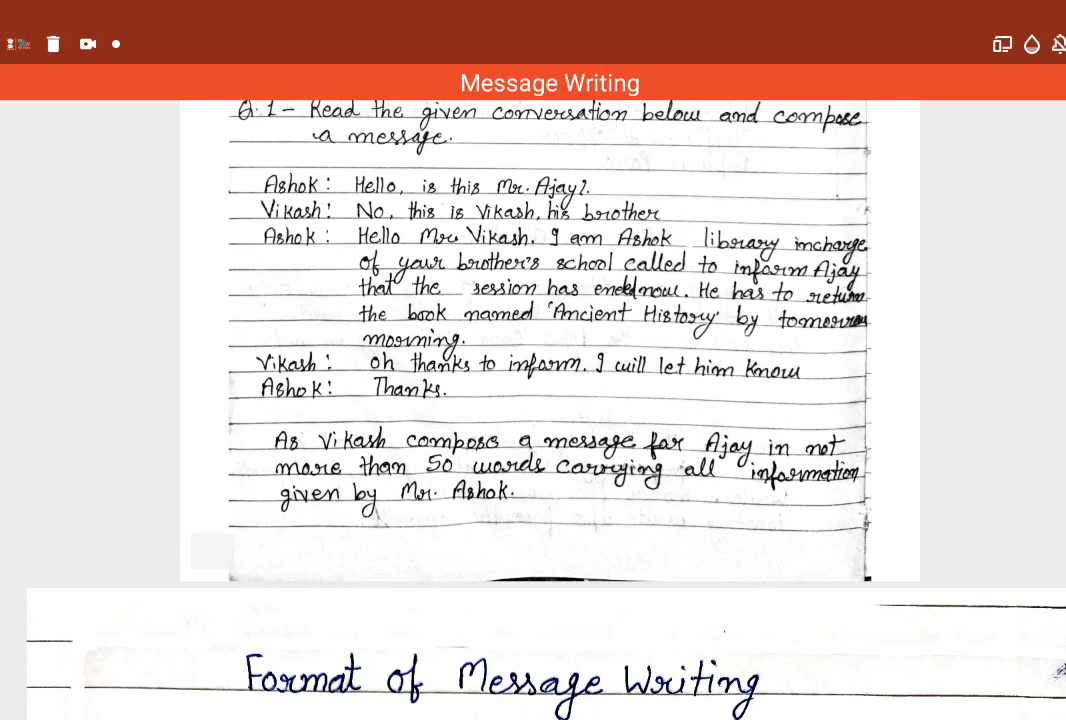 Message Writing
Q.1 - Read the given conversation below and compose
a message.
Ashok : Hello, is this Mr. Ajay?.
Vikash : No, this is Vikash, his brother
Ashok : Hello Mr. Vikash. I am Ashok library incharge
of your brother's school called to inform Ajay
that the session has ended now. He has to return
the book named 'Ancient History' by tomorrow
morning.
Vikash : Oh thanks to inform. I will let him know
Ashok : Thanks.
As Vikash compose a message for Ajay in not
more than 50 words carrying all information
given by Mr. Ashok.
Format of Message Writing